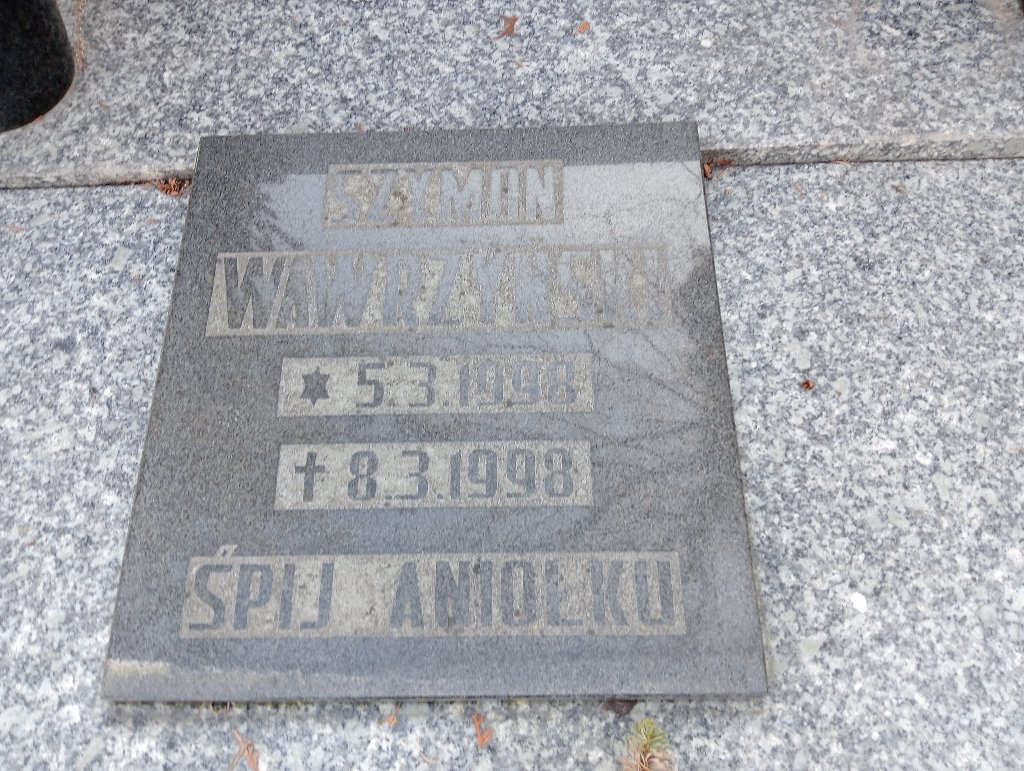 SZYMON
WAWRZYŃSKI
✶ 5.3.1998
† 8.3.1998
ŚPIJ ANIOŁKU